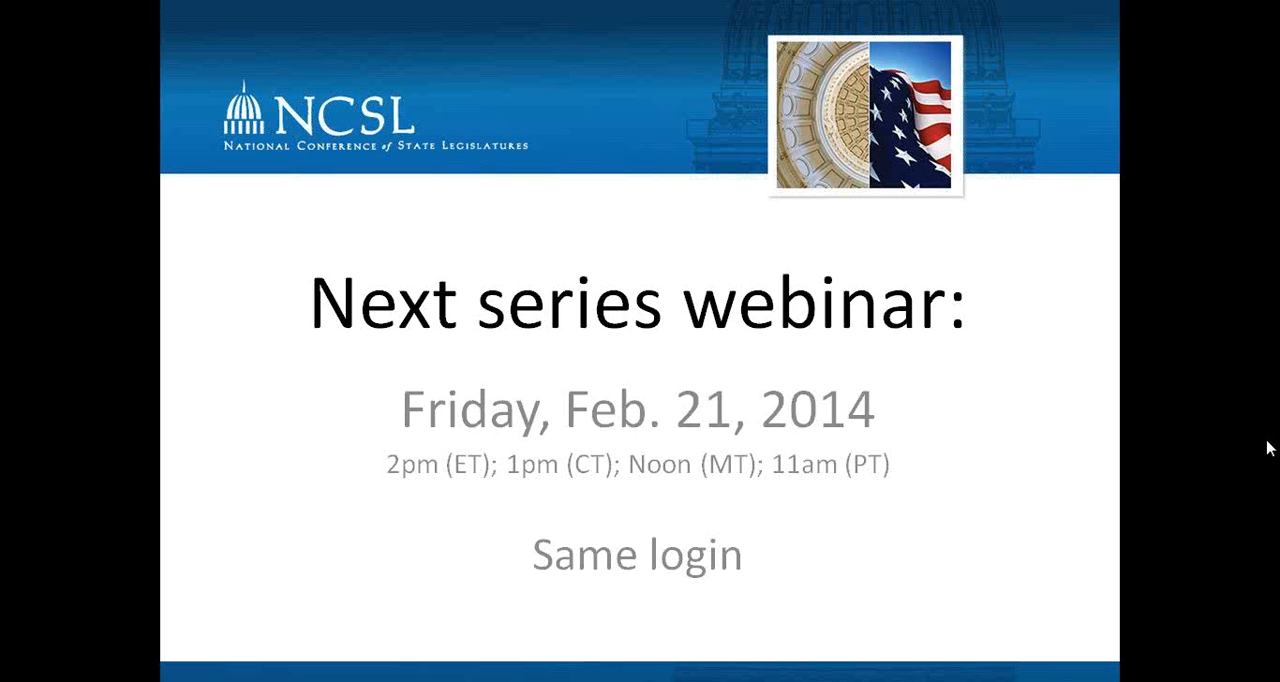 NCSL
NATIONAL CONFERENCE of STATE LEGISLATURES
Next series webinar:
Friday, Feb. 21, 2014
2pm (ET); 1pm (CT); Noon (MT); 11am (PT)
Same login